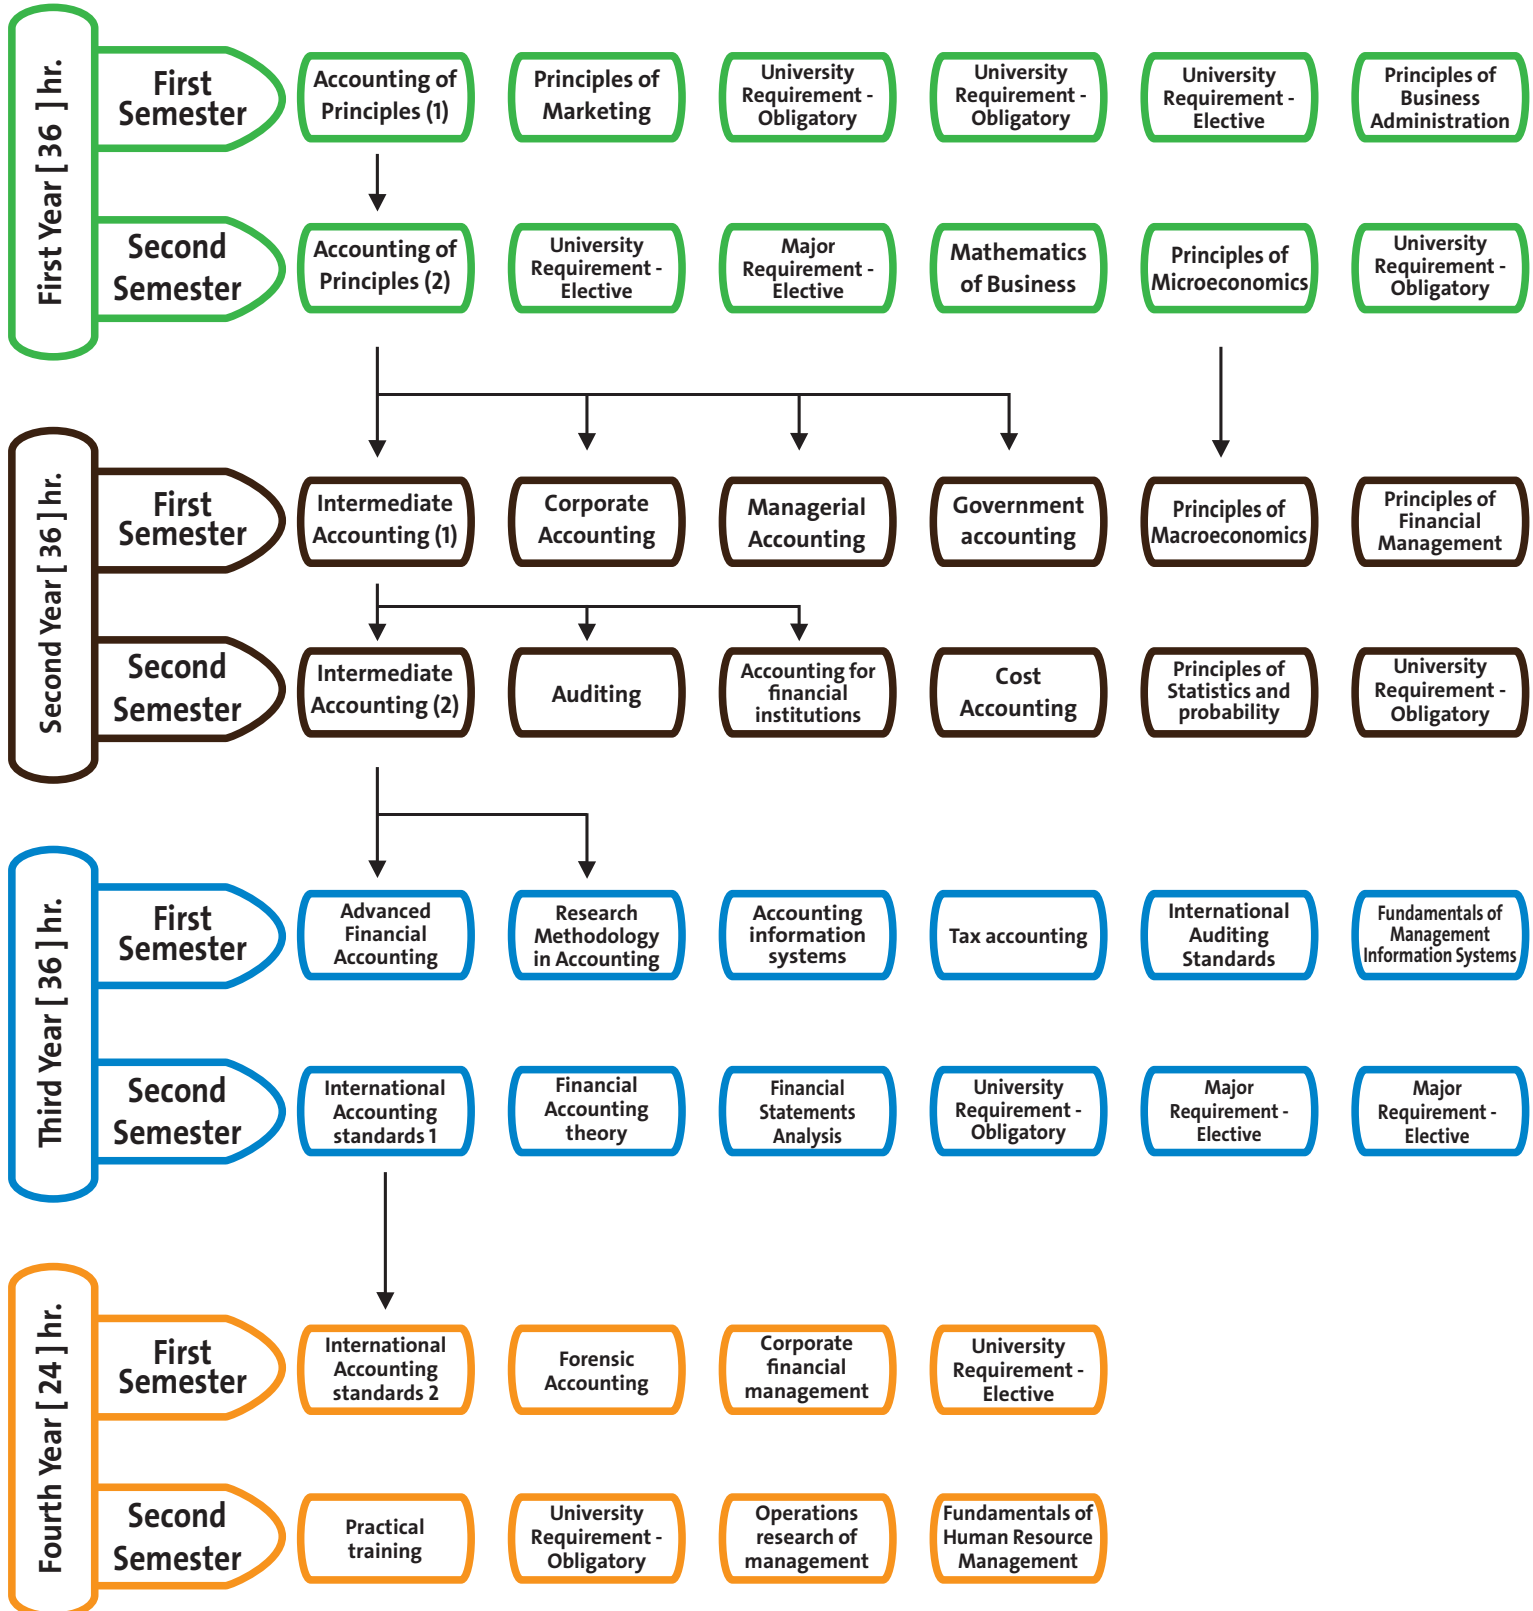 First Year [ 36 ] hr.
First
Semester
Accounting of
Principles (1)
Principles of
Marketing
University
Requirement -
Obligatory
University
Requirement -
Obligatory
University
Requirement -
Elective
Principles of
Business
Administration
Second
Semester
Accounting of
Principles (2)
University
Requirement -
Elective
Major
Requirement -
Elective
Mathematics
of Business
Principles of
Microeconomics
University
Requirement -
Obligatory
Second Year [ 36 ] hr.
First
Semester
Intermediate
Accounting (1)
Corporate
Accounting
Managerial
Accounting
Government
accounting
Principles of
Macroeconomics
Principles of
Financial
Management
Second
Semester
Intermediate
Accounting (2)
Auditing
Accounting for
financial
institutions
Cost
Accounting
Principles of
Statistics and
probability
University
Requirement -
Obligatory
Third Year [ 36 ] hr.
First
Semester
Advanced
Financial
Accounting
Research
Methodology
in Accounting
Accounting
information
systems
Tax accounting
International
Auditing
Standards
Fundamentals of
Management
Information Systems
Second
Semester
International
Accounting
standards 1
Financial
Accounting
theory
Financial
Statements
Analysis
University
Requirement -
Obligatory
Major
Requirement -
Elective
Major
Requirement -
Elective
Fourth Year [ 24 ] hr.
First
Semester
International
Accounting
standards 2
Forensic
Accounting
Corporate
financial
management
University
Requirement -
Elective
Second
Semester
Practical
training
University
Requirement -
Obligatory
Operations
research of
management
Fundamentals of
Human Resource
Management